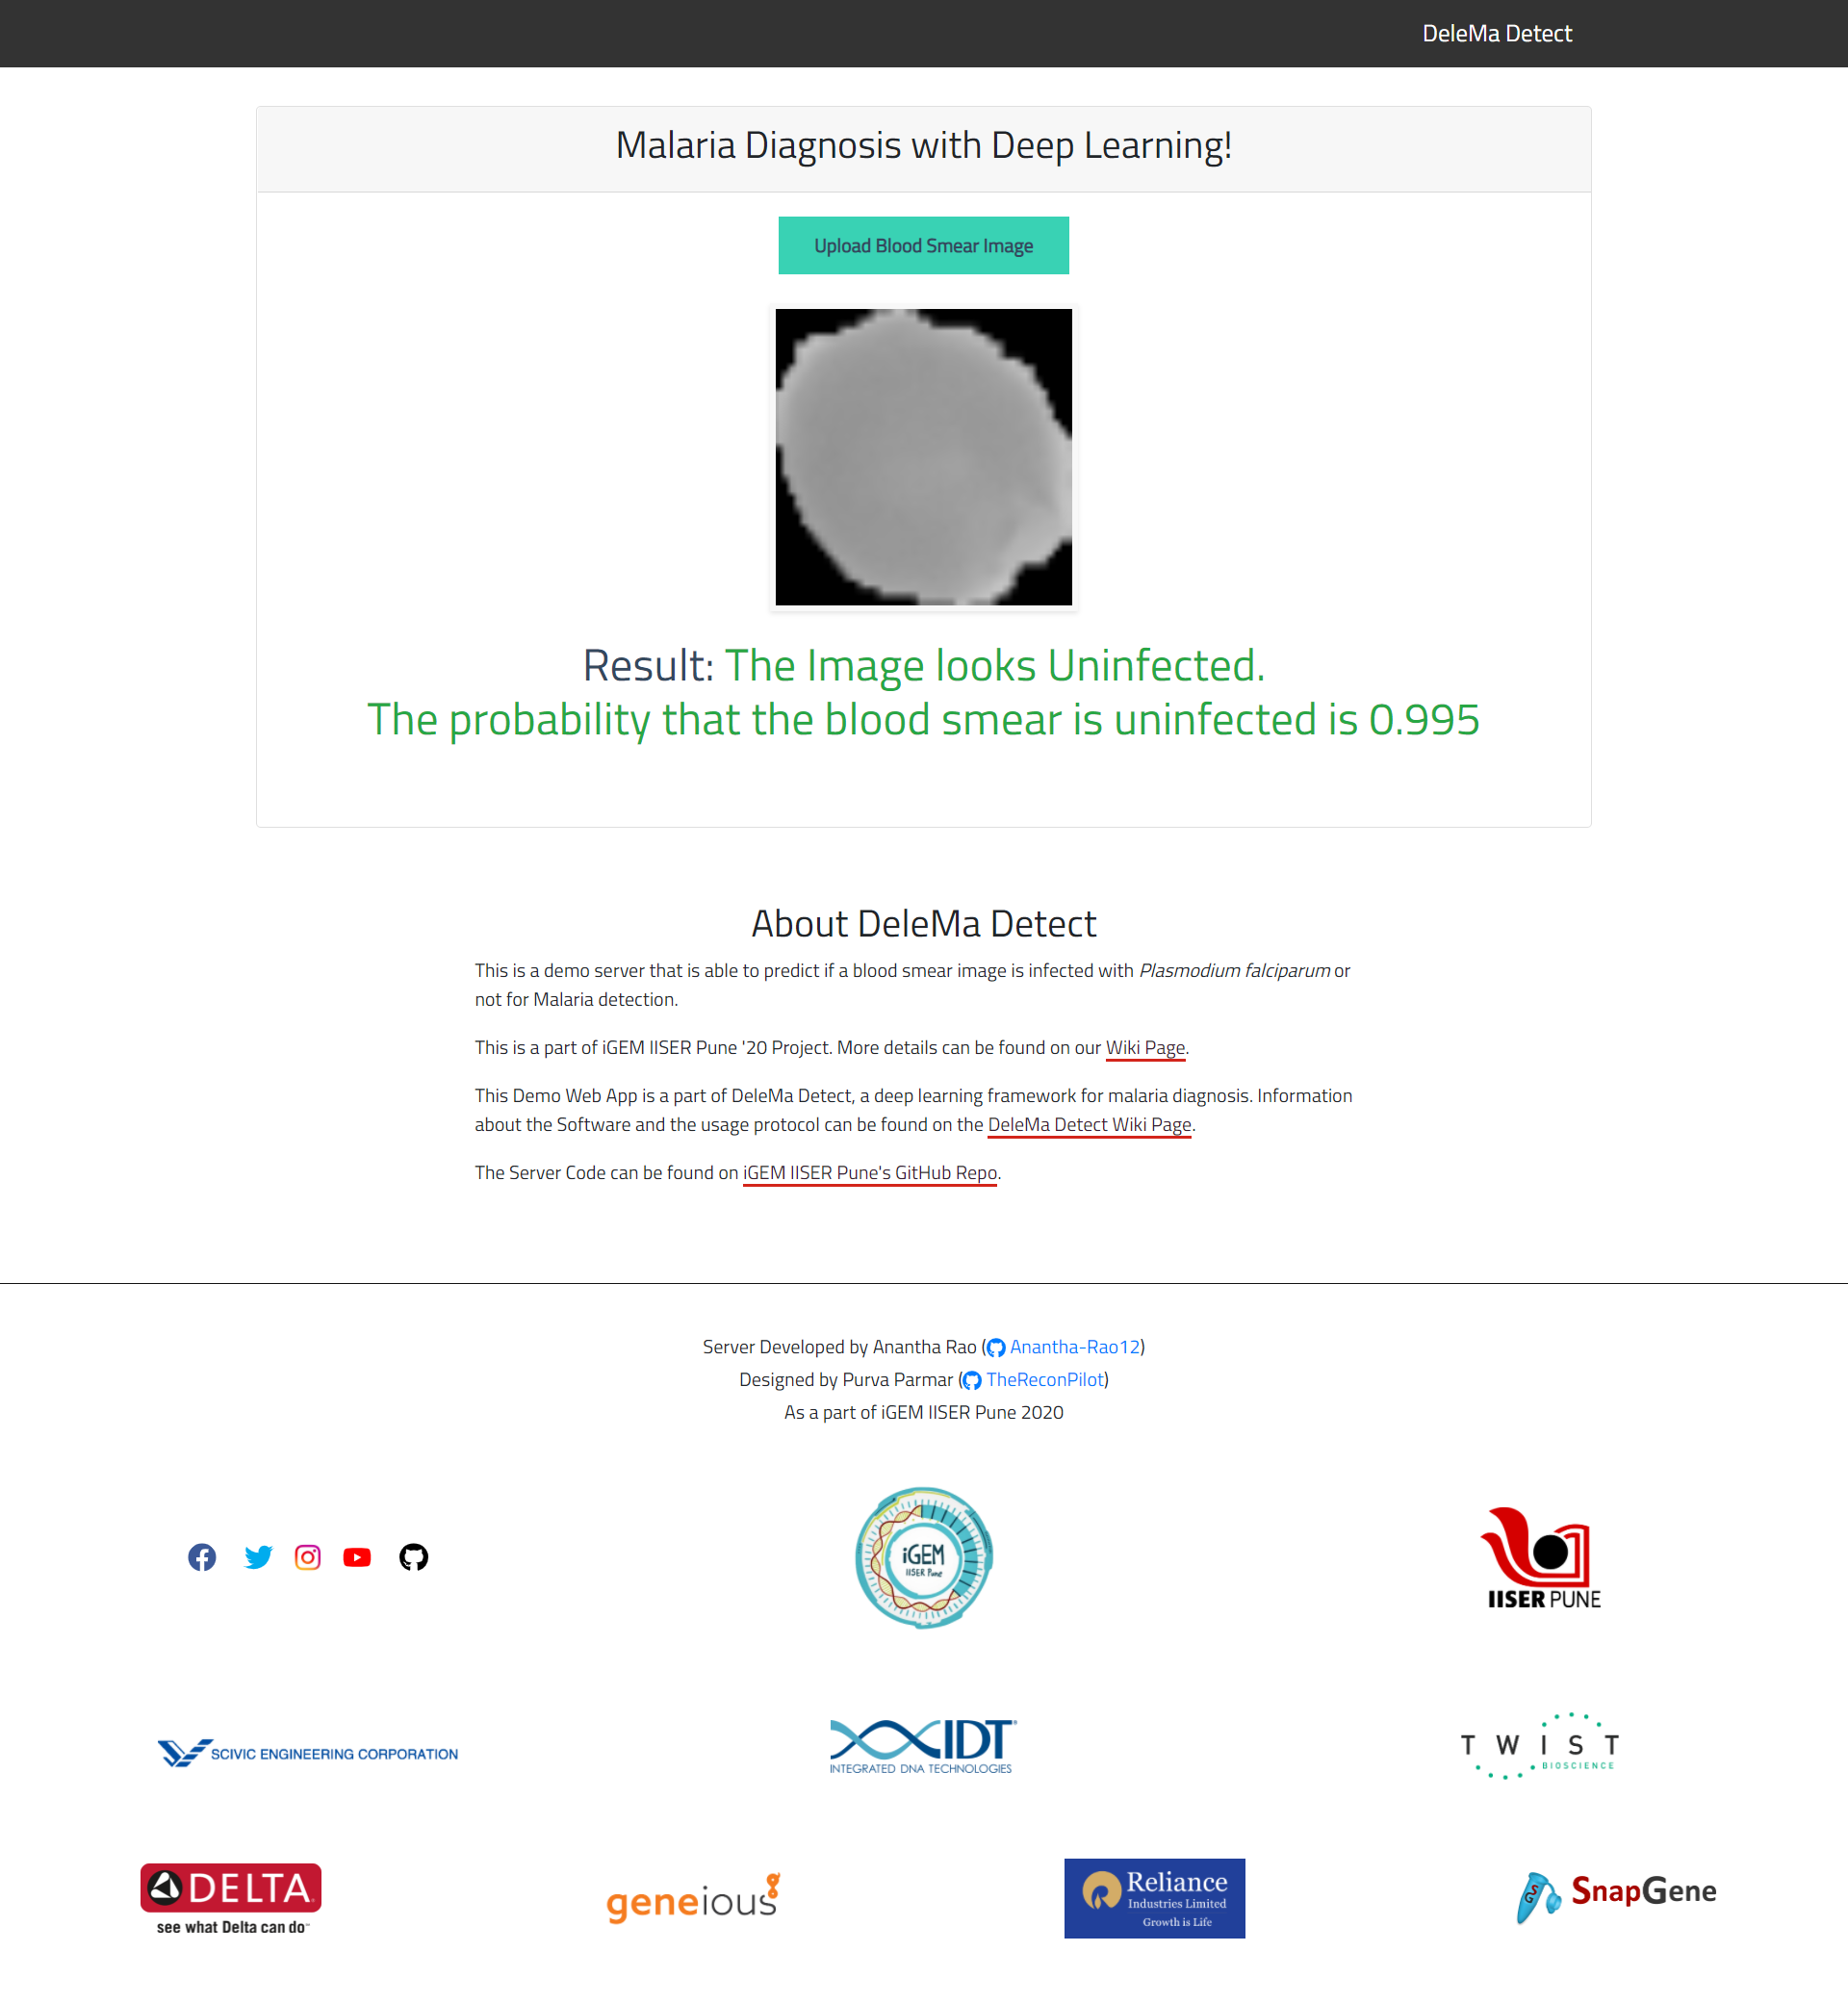 DeleMa Detect
Malaria Diagnosis with Deep Learning!
Upload Blood Smear Image
Result: The Image looks Uninfected.
The probability that the blood smear is uninfected is 0.995
About DeleMa Detect
This is a demo server that is able to predict if a blood smear image is infected with Plasmodium falciparum or
not for Malaria detection.
This is a part of iGEM IISER Pune '20 Project. More details can be found on our Wiki Page.
This Demo Web App is a part of DeleMa Detect, a deep learning framework for malaria diagnosis. Information
about the Software and the usage protocol can be found on the DeleMa Detect Wiki Page.
The Server Code can be found on iGEM IISER Pune's GitHub Repo.
Server Developed by Anantha Rao (Anantha-Rao12)
Designed by Purva Parmar (TheReconPilot)
As a part of iGEM IISER Pune 2020
iGEM
IISER Pune
IISER PUNE
SCIVIC ENGINEERING CORPORATION
IDT
INTEGRATED DNA TECHNOLOGIES
TWIST
BIOSCIENCE
DELTA
see what Delta can do
geneious
Reliance
Industries Limited
Growth is Life
SG
SnapGene